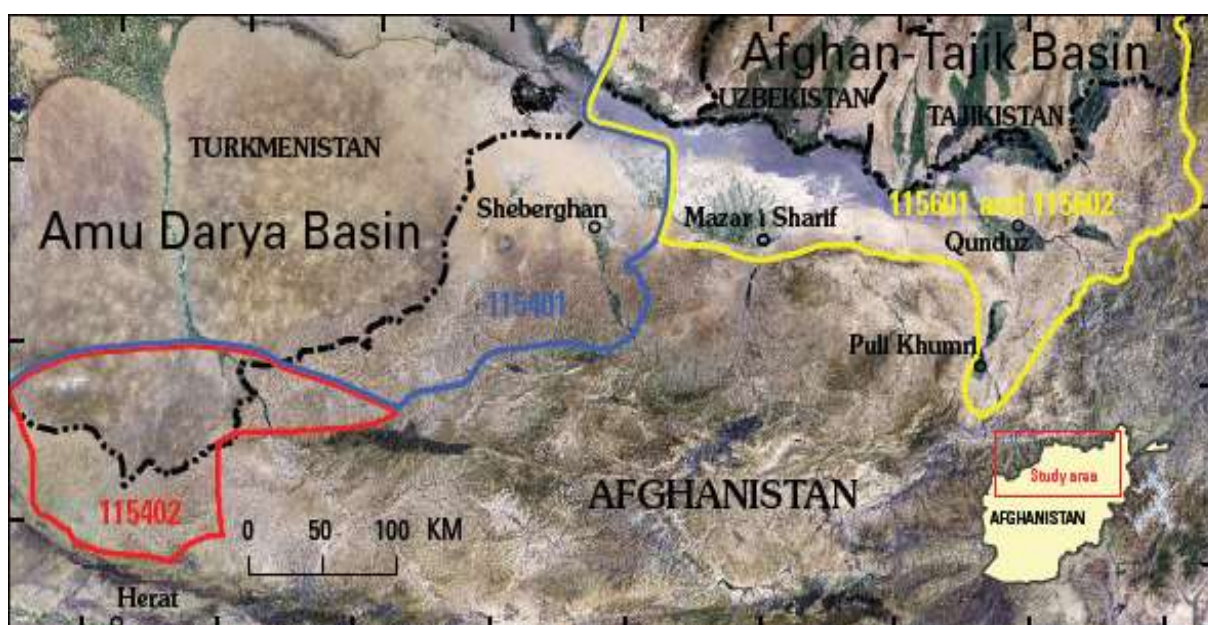 Afghan-Tajik Basin
UZBEKISTAN
TAJIKISTAN
TURKMENISTAN
Amu Darya Basin
Sheberghan
Mazar i Sharif
115601 and 115602
Qunduz
115401
Puli Khumri
115402
0 50 100 KM
AFGHANISTAN
Study area
AFGHANISTAN
Herat